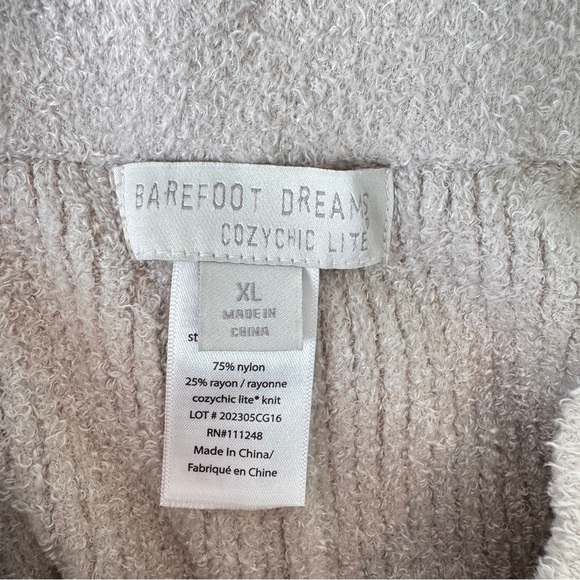 BAREFOOT DREAMS
COZYCHIC LITE
XL
MADE IN
CHINA
st
75% nylon
25% rayon / rayonne
cozychic lite® knit
LOT # 202305CG16
RN#111248
Made In China/
Fabriqué en Chine